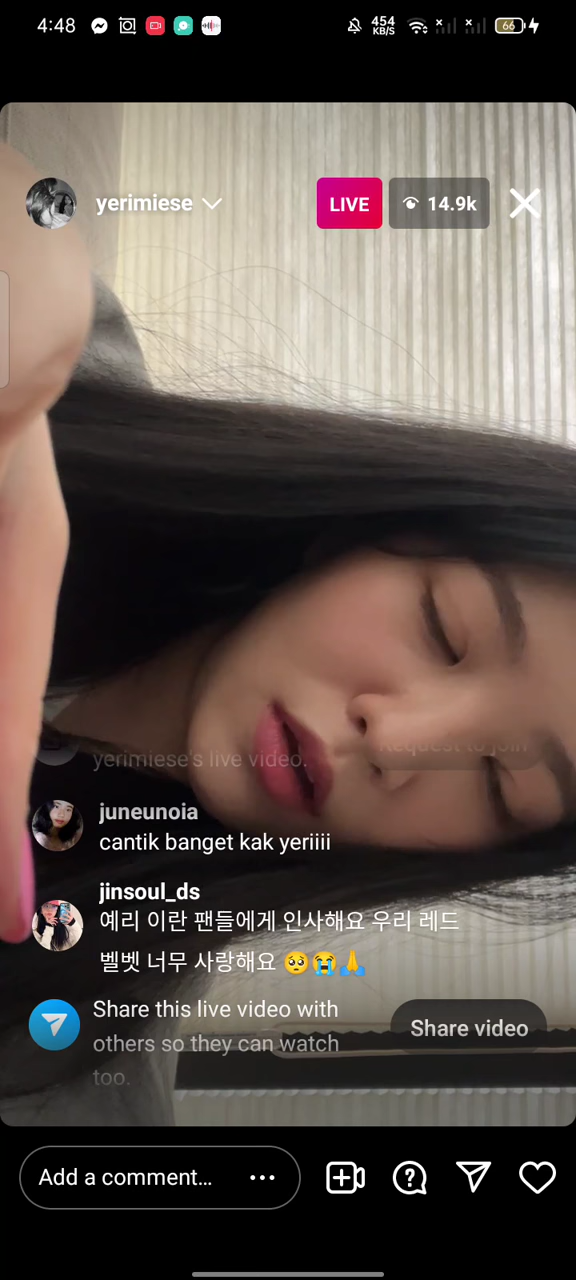 4:48
454
KB/S
66
yerimiese
LIVE
14.9k
yerimiese's live video.
Request to join
juneunoia
cantik banget kak yeriiii
jinsoul_ds
예리 이란 팬들에게 인사해요 우리 레드
벨벳 너무 사랑해요 🥺😭🙏
Share this live video with
others so they can watch
too.
Share video
Add a comment...